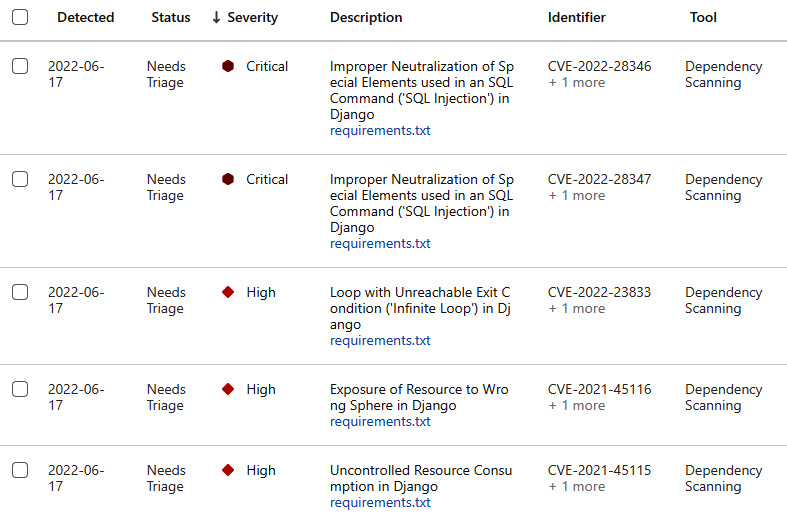 Detected Status ↓ Severity Description Identifier Tool
2022-06- Needs Critical Improper Neutralization of Sp CVE-2022-28346 Dependency
17 Triage ecial Elements used in an SQL + 1 more Scanning
Command ('SQL Injection') in
Django
requirements.txt
2022-06- Needs Critical Improper Neutralization of Sp CVE-2022-28347 Dependency
17 Triage ecial Elements used in an SQL + 1 more Scanning
Command ('SQL Injection') in
Django
requirements.txt
2022-06- Needs High Loop with Unreachable Exit C CVE-2022-23833 Dependency
17 Triage ondition ('Infinite Loop') in Dj + 1 more Scanning
ango
requirements.txt
2022-06- Needs High Exposure of Resource to Wro CVE-2021-45116 Dependency
17 Triage ng Sphere in Django + 1 more Scanning
requirements.txt
2022-06- Needs High Uncontrolled Resource Consu CVE-2021-45115 Dependency
17 Triage mption in Django + 1 more Scanning
requirements.txt